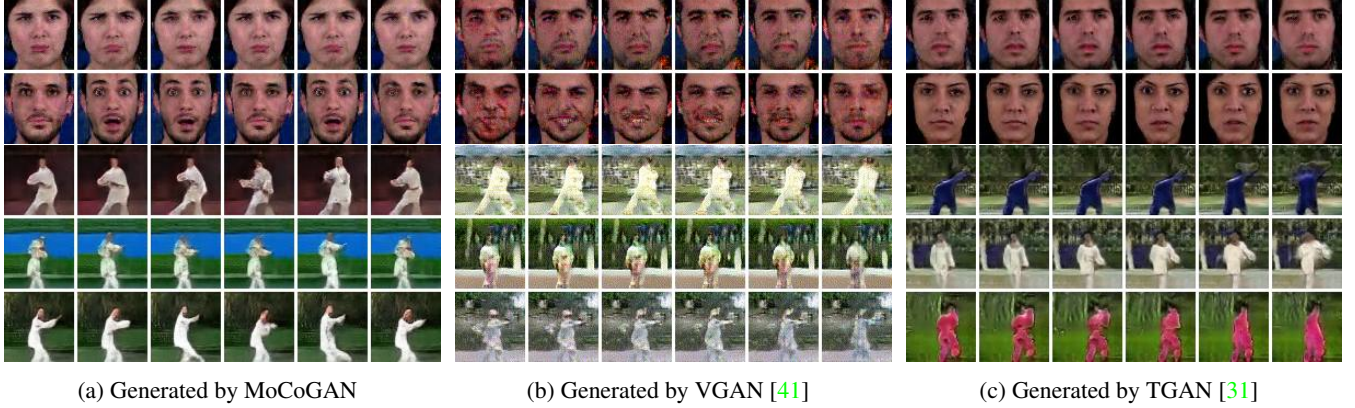 (a) Generated by MoCoGAN
(b) Generated by VGAN [41]
(c) Generated by TGAN [31]